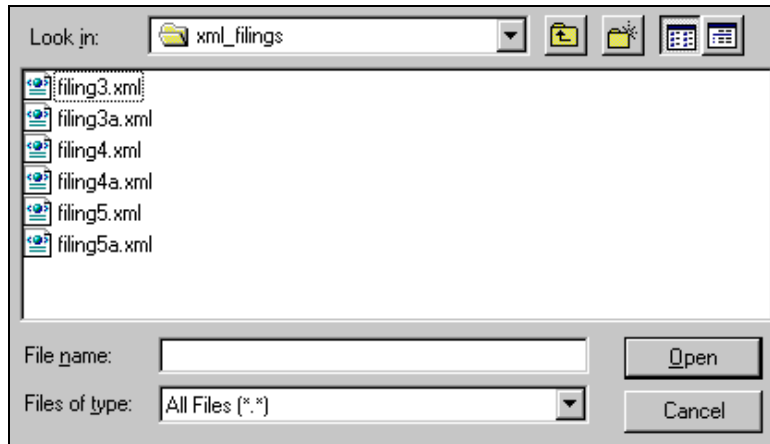 Look in: xml_filings
filing3.xml
filing3a.xml
filing4.xml
filing4a.xml
filing5.xml
filing5a.xml
File name: Open
Files of type: All Files (*.*) Cancel